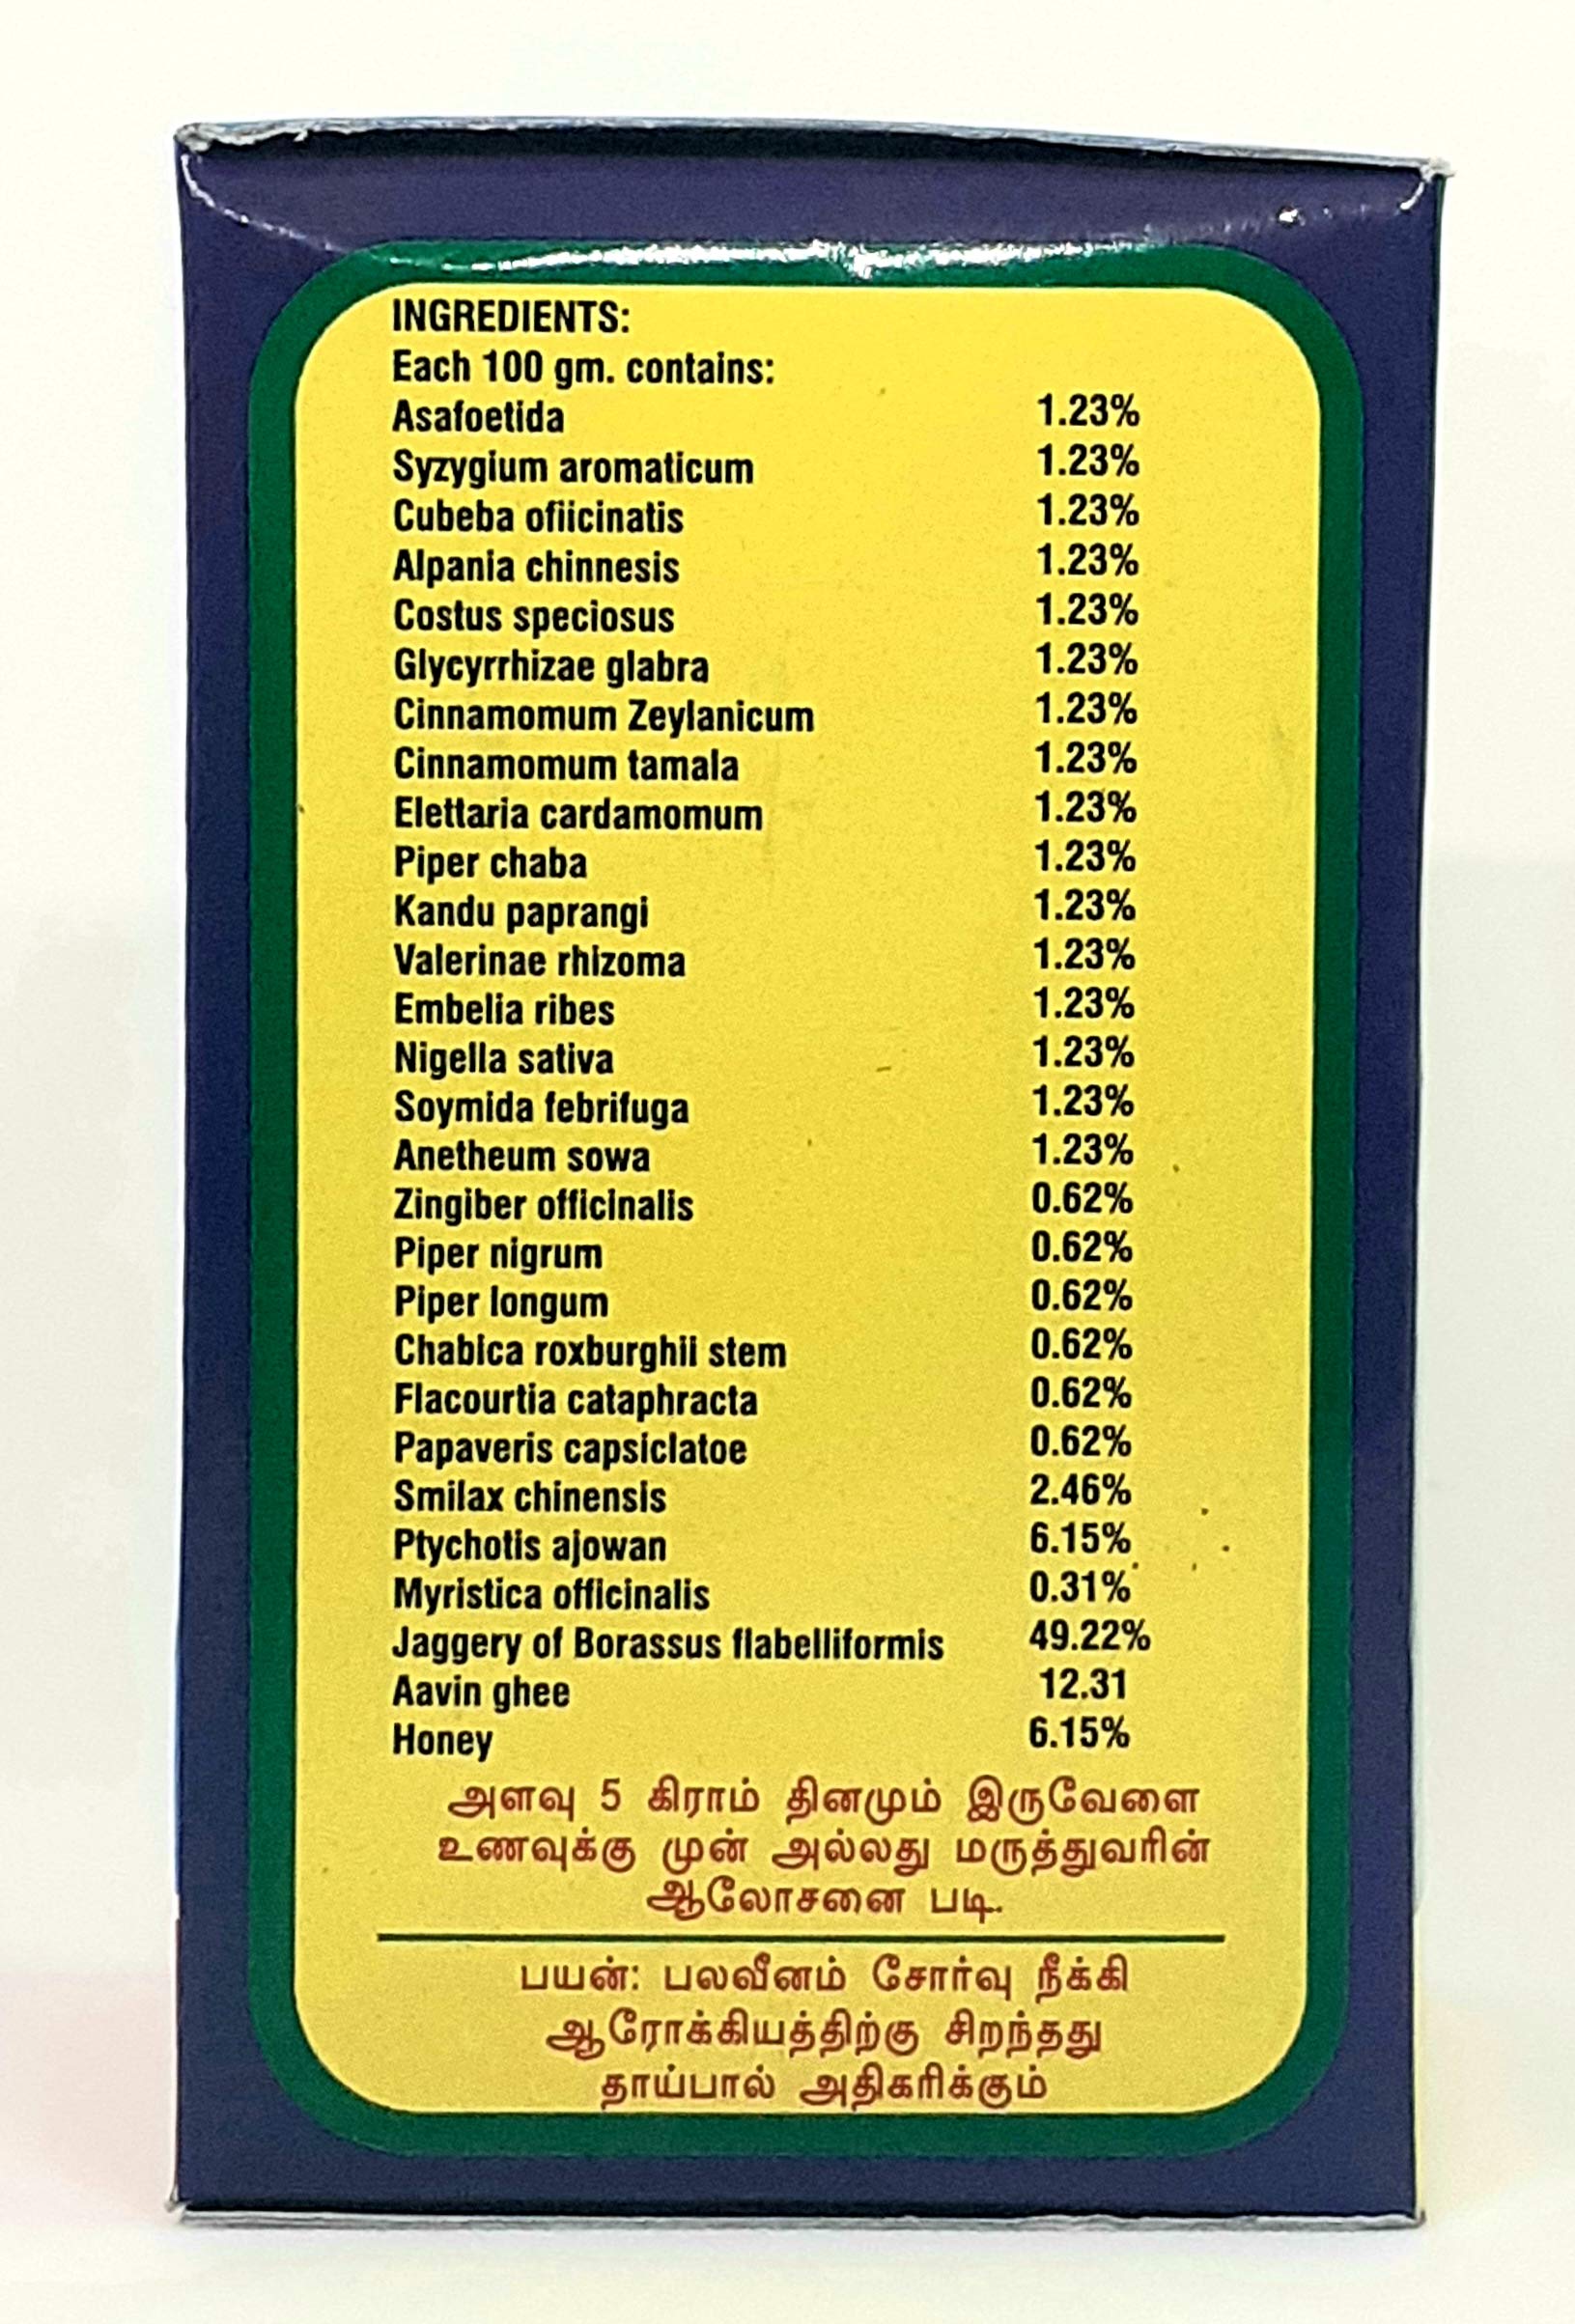 INGREDIENTS:
Each 100 gm. contains:
Asafoetida 1.23%
Syzygium aromaticum 1.23%
Cubeba ofiicinatis 1.23%
Alpania chinnesis 1.23%
Costus speciosus 1.23%
Glycyrrhizae glabra 1.23%
Cinnamomum Zeylanicum 1.23%
Cinnamomum tamala 1.23%
Elettaria cardamomum 1.23%
Piper chaba 1.23%
Kandu paprangi 1.23%
Valerinae rhizoma 1.23%
Embelia ribes 1.23%
Nigella sativa 1.23%
Soymida febrifuga 1.23%
Anetheum sowa 1.23%
Zingiber officinalis 0.62%
Piper nigrum 0.62%
Piper longum 0.62%
Chabica roxburghii stem 0.62%
Flacourtia cataphracta 0.62%
Papaveris capsiclatoe 0.62%
Smilax chinensis 2.46%
Ptychotis ajowan 6.15%
Myristica officinalis 0.31%
Jaggery of Borassus flabelliformis 49.22%
Aavin ghee 12.31
Honey 6.15%
அளவு 5 கிராம் தினமும் இருவேளை
உணவுக்கு முன் அல்லது மருத்துவரின்
ஆலோசனை படி.
பயன்: பலவீனம் சோர்வு நீக்கி
ஆரோக்கியத்திற்கு சிறந்தது
தாய்பால் அதிகரிக்கும்